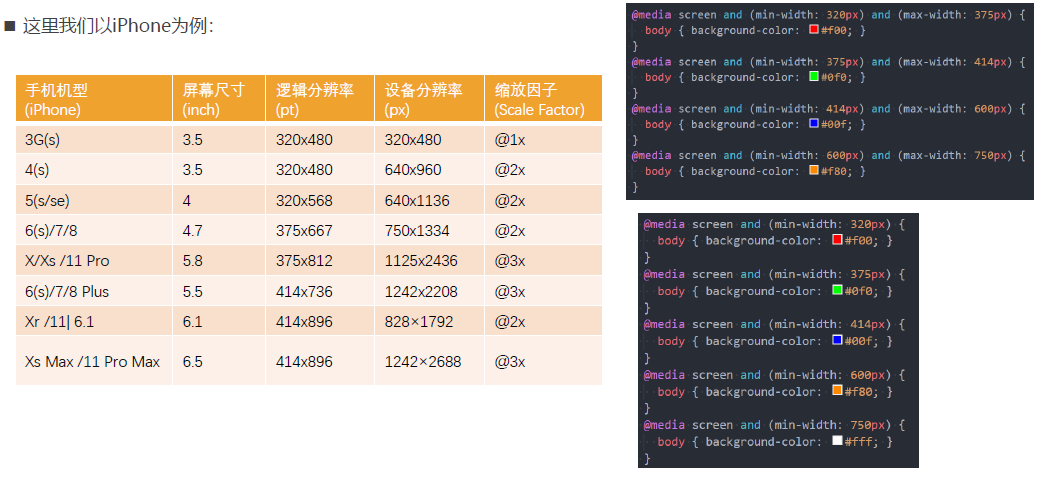 ■ 这里我们以iPhone为例：
手机机型 屏幕尺寸 逻辑分辨率 设备分辨率 缩放因子
(iPhone) (inch) (pt) (px) (Scale Factor)
3G(s) 3.5 320x480 320x480 @1x
4(s) 3.5 320x480 640x960 @2x
5(s/se) 4 320x568 640x1136 @2x
6(s)/7/8 4.7 375x667 750x1334 @2x
X/Xs /11 Pro 5.8 375x812 1125x2436 @3x
6(s)/7/8 Plus 5.5 414x736 1242x2208 @3x
Xr /11| 6.1 6.1 414x896 828×1792 @2x
Xs Max /11 Pro Max 6.5 414x896 1242×2688 @3x
@media screen and (min-width: 320px) and (max-width: 375px) {
body { background-color: #f00; }
}
@media screen and (min-width: 375px) and (max-width: 414px) {
body { background-color: #0f0; }
}
@media screen and (min-width: 414px) and (max-width: 600px) {
body { background-color: #00f; }
}
@media screen and (min-width: 600px) and (max-width: 750px) {
body { background-color: #f80; }
}
@media screen and (min-width: 320px) {
body { background-color: #f00; }
}
@media screen and (min-width: 375px) {
body { background-color: #0f0; }
}
@media screen and (min-width: 414px) {
body { background-color: #00f; }
}
@media screen and (min-width: 600px) {
body { background-color: #f80; }
}
@media screen and (min-width: 750px) {
body { background-color: #fff; }
}